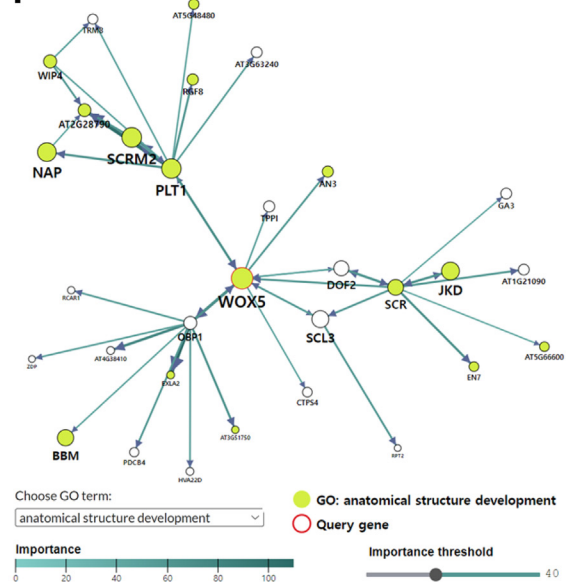 AT5G48480
TRM3
AT3G63240
WIP4
RGF8
AT2G28790
SCRM2
NAP
PLT1
AN3
TPPI
GA3
WOX5
DOF2
SCR
JKD
AT1G21090
RCAR1
OBP1
SCL3
ZDP
AT4G38410
EXLA2
EN7
AT5G66600
CTPS4
BBM
AT3G51750
PDCB4
HVA22D
RPT2
Choose GO term:
anatomical structure development
GO: anatomical structure development
Query gene
Importance
0 20 40 60 80 100
Importance threshold
40